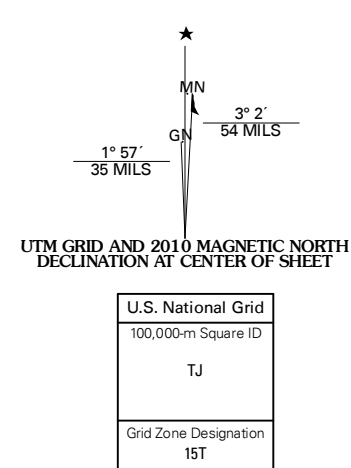 MN
3° 2´
54 MILS
GN
1° 57´
35 MILS
UTM GRID AND 2010 MAGNETIC NORTH
DECLINATION AT CENTER OF SHEET
U.S. National Grid
100,000-m Square ID
TJ
Grid Zone Designation
15T